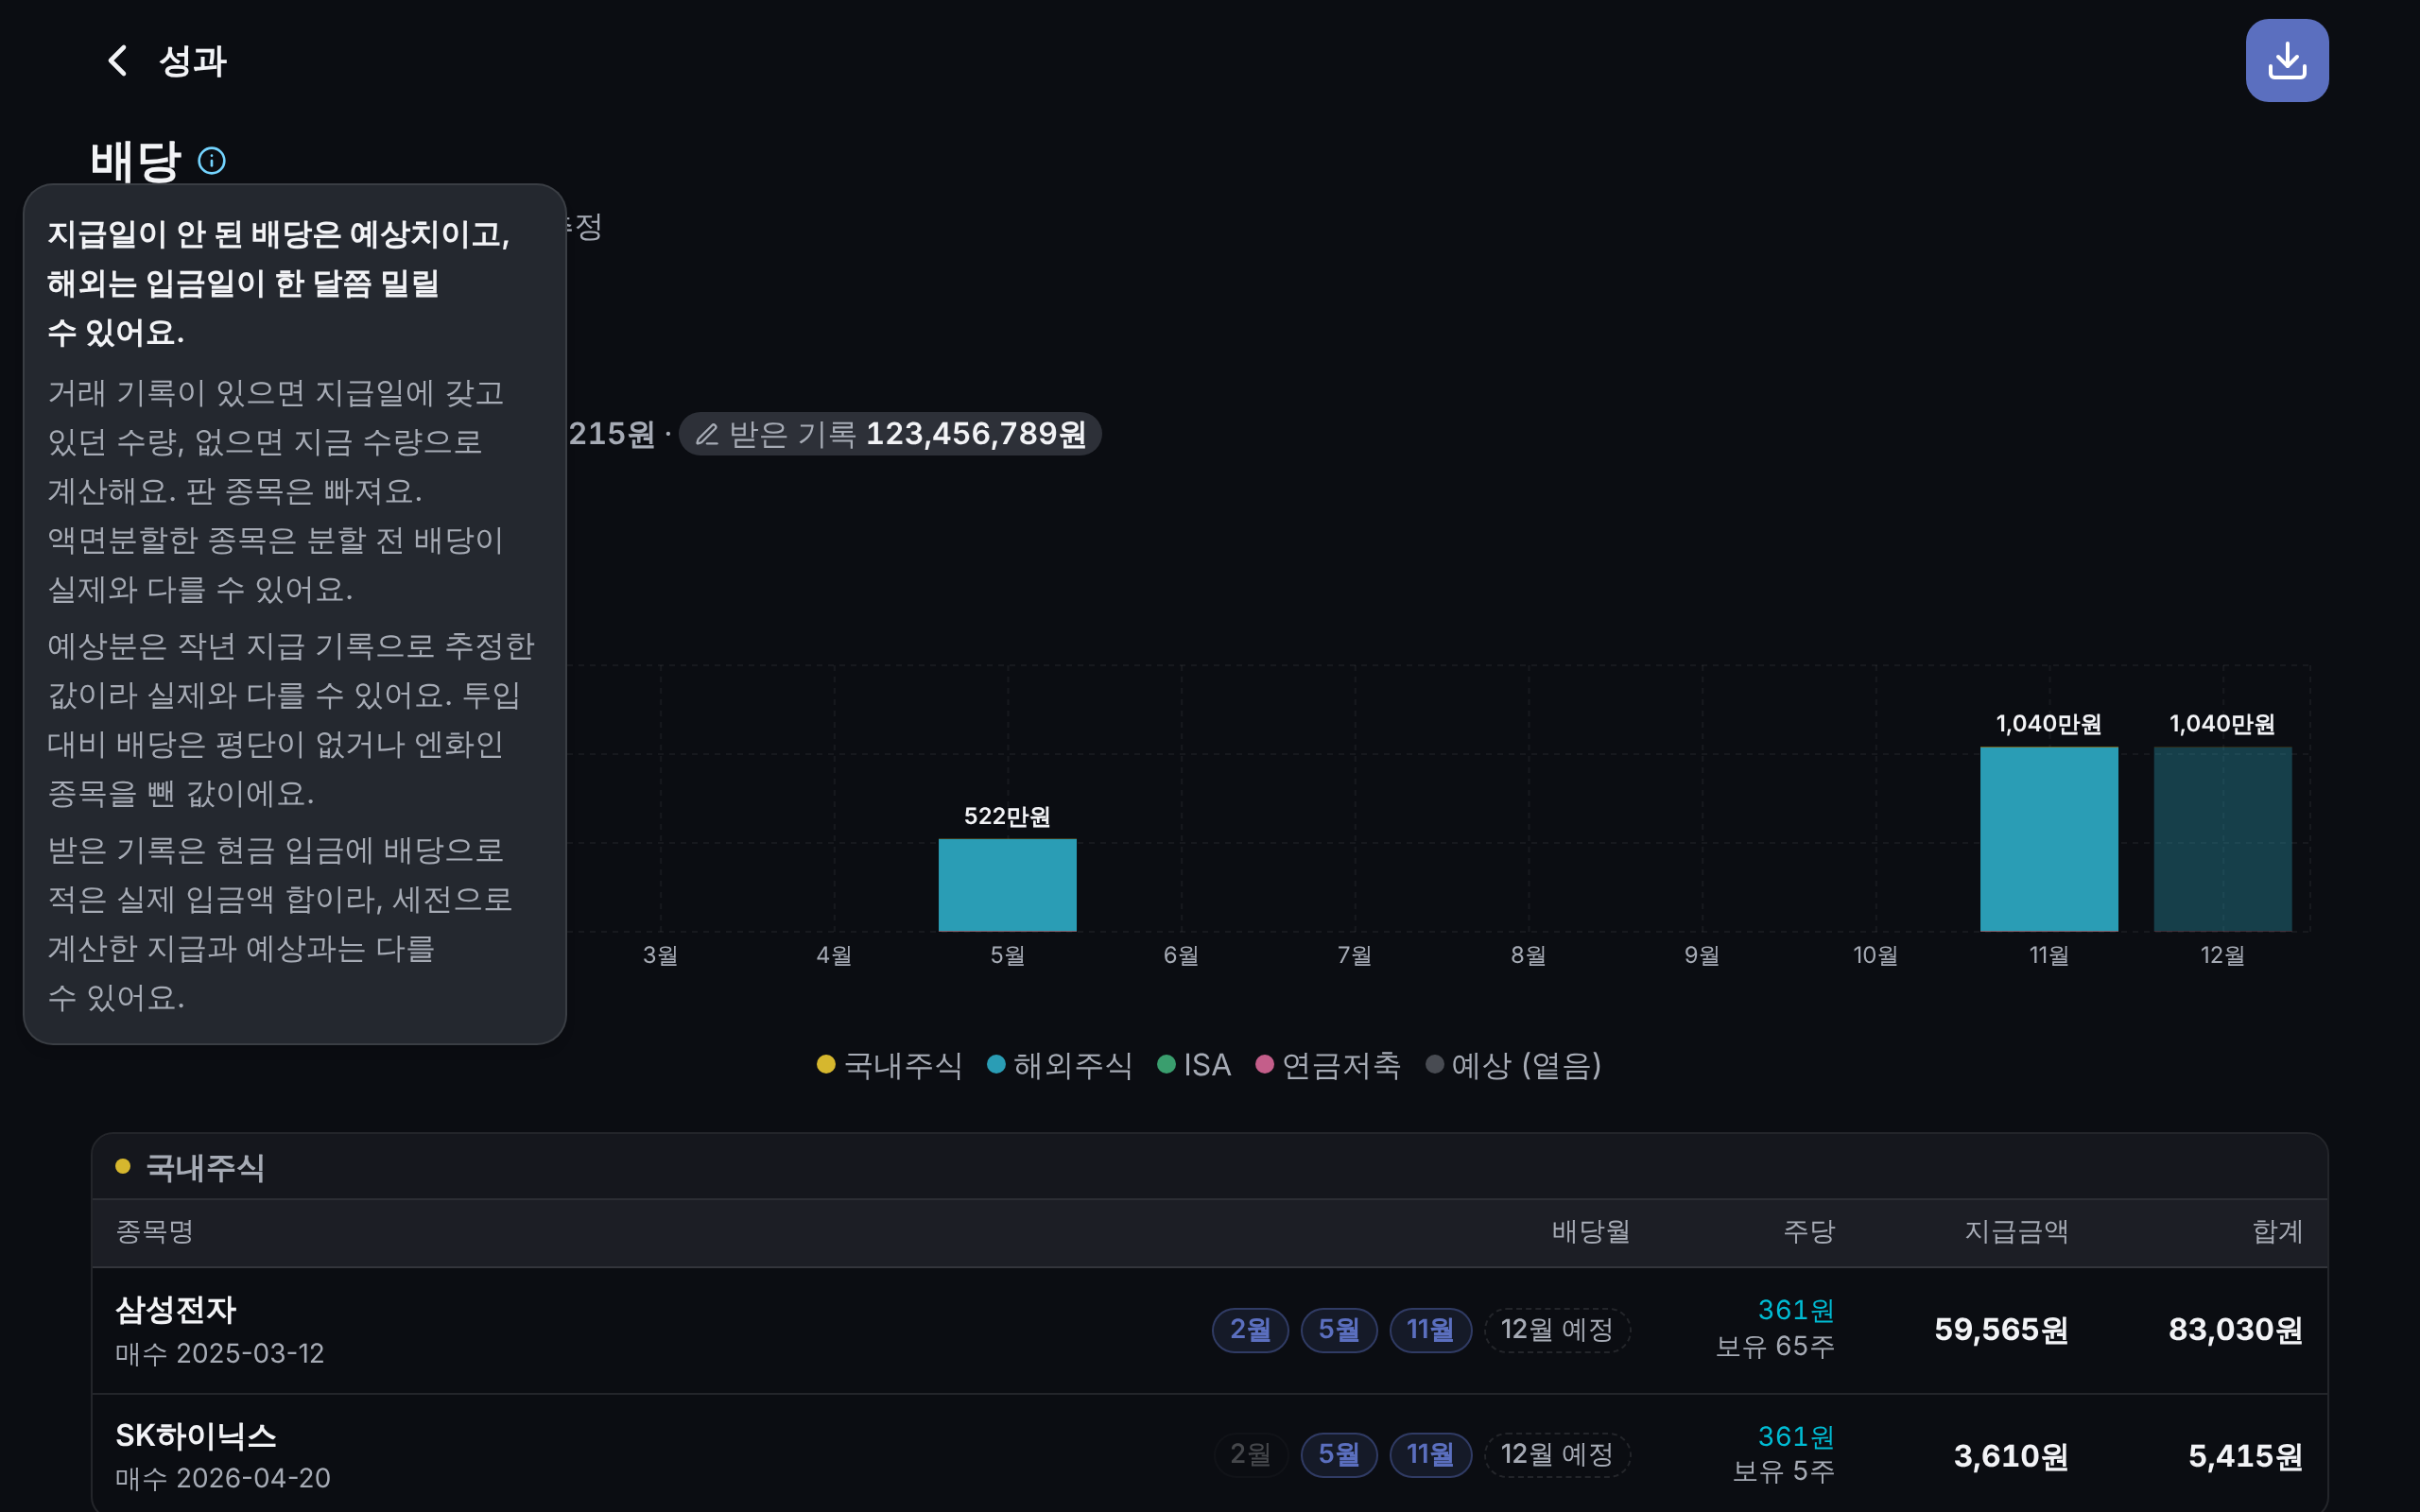 성과
배당
지급일이 안 된 배당은 예상치이고,
해외는 입금일이 한 달쯤 밀릴
수 있어요.
거래 기록이 있으면 지급일에 갖고
있던 수량, 없으면 지금 수량으로
계산해요. 판 종목은 빠져요.
액면분할한 종목은 분할 전 배당이
실제와 다를 수 있어요.
예상분은 작년 지급 기록으로 추정한
값이라 실제와 다를 수 있어요. 투입
대비 배당은 평단이 없거나 엔화인
종목을 뺀 값이에요.
받은 기록은 현금 입금에 배당으로
적은 실제 입금액 합이라, 세전으로
계산한 지급과 예상과는 다를
수 있어요.
정
215원 · 받은 기록 123,456,789원
522만원
1,040만원
1,040만원
3월 4월 5월 6월 7월 8월 9월 10월 11월 12월
국내주식 해외주식 ISA 연금저축 예상 (옅음)
국내주식
종목명 배당월 주당 지급금액 합계
삼성전자
매수 2025-03-12
2월 5월 11월 12월 예정
361원
보유 65주
59,565원
83,030원
SK하이닉스
매수 2026-04-20
2월 5월 11월 12월 예정
361원
보유 5주
3,610원
5,415원